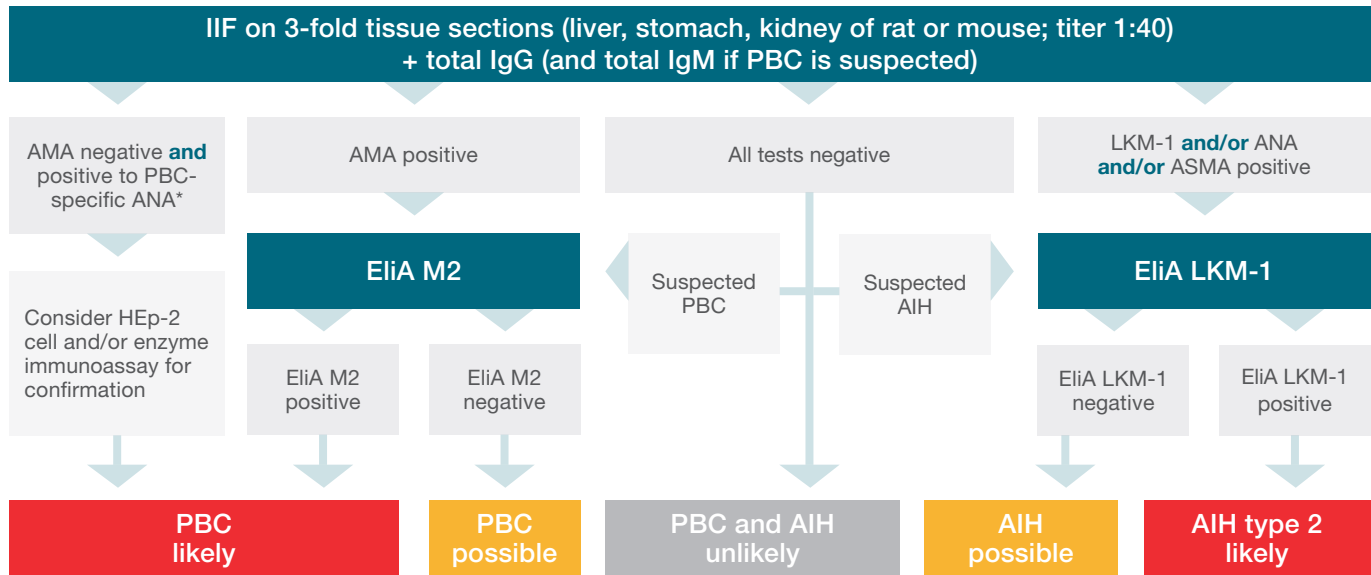 IIF on 3-fold tissue sections (liver, stomach, kidney of rat or mouse; titer 1:40)
+ total IgG (and total IgM if PBC is suspected)
AMA negative and
positive to PBC-
specific ANA*
AMA positive
All tests negative
LKM-1 and/or ANA
and/or ASMA positive
Consider HEp-2
cell and/or enzyme
immunoassay for
confirmation
EliA M2
Suspected
PBC
Suspected
AIH
EliA LKM-1
EliA M2
positive
EliA M2
negative
EliA LKM-1
negative
EliA LKM-1
positive
PBC
likely
PBC
possible
PBC and AIH
unlikely
AIH
possible
AIH type 2
likely